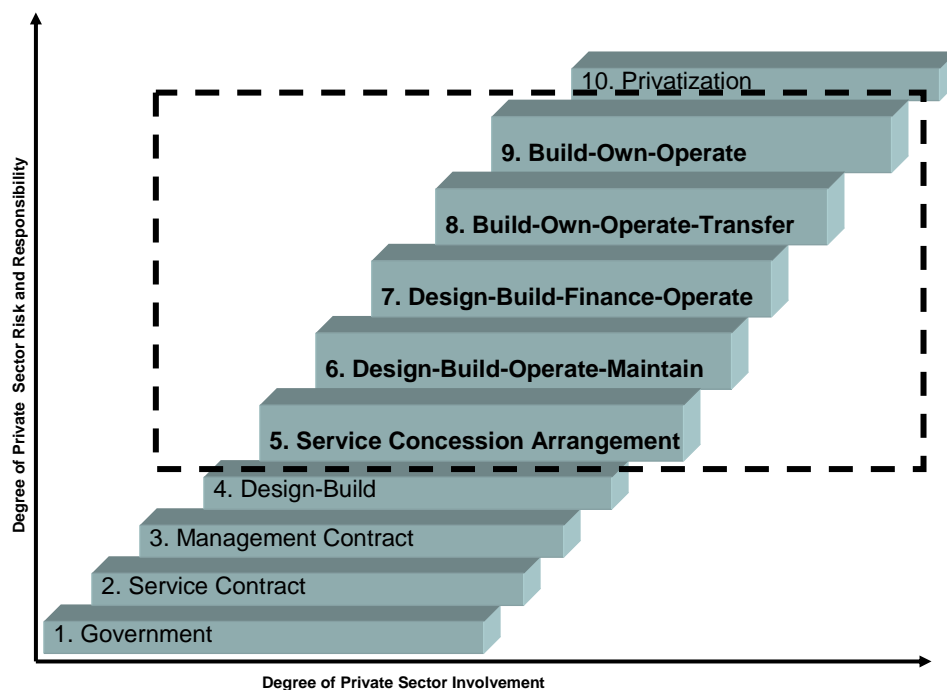 10. Privatization
9. Build-Own-Operate
8. Build-Own-Operate-Transfer
7. Design-Build-Finance-Operate
6. Design-Build-Operate-Maintain
5. Service Concession Arrangement
4. Design-Build
3. Management Contract
2. Service Contract
1. Government
Degree of Private Sector Risk and Responsibility
Degree of Private Sector Involvement